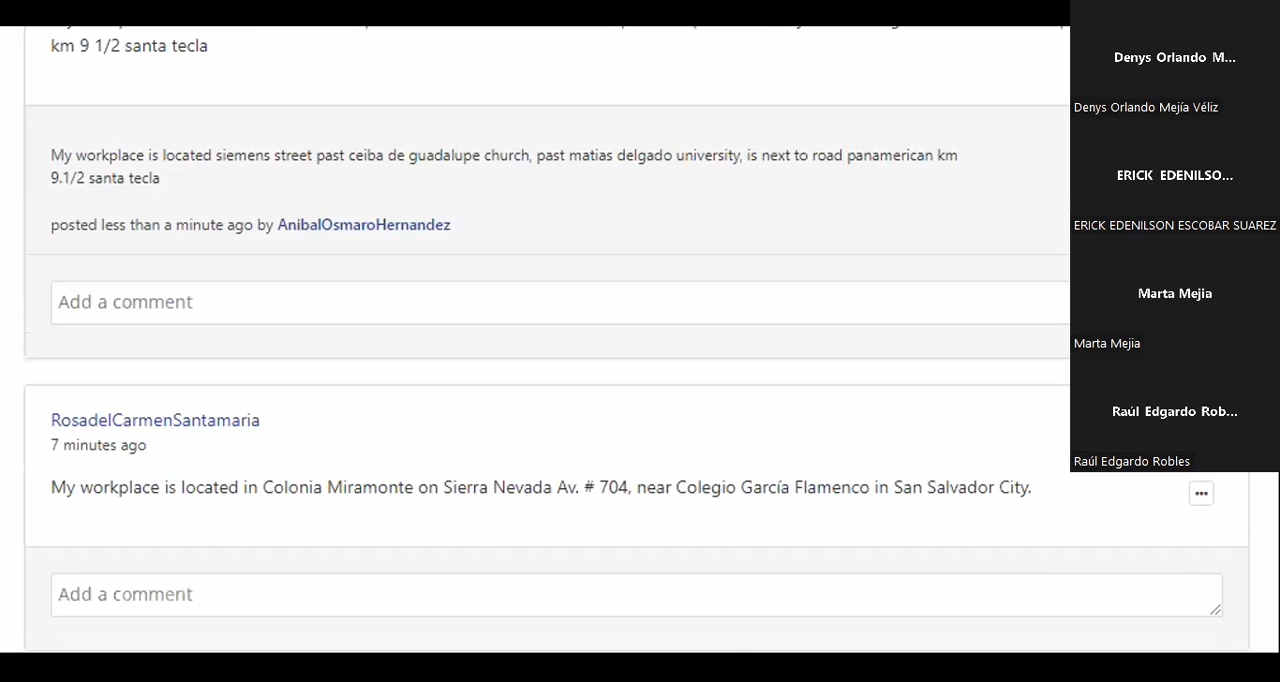 km 9 1/2 santa tecla
My workplace is located siemens street past ceiba de guadalupe church, past matias delgado university, is next to road panamerican km
9.1/2 santa tecla
posted less than a minute ago by AnibalOsmaroHernandez
Add a comment
RosadelCarmenSantamaria
7 minutes ago
My workplace is located in Colonia Miramonte on Sierra Nevada Av. # 704, near Colegio García Flamenco in San Salvador City.
Add a comment
Denys Orlando M...
Denys Orlando Mejía Véliz
ERICK EDENILSO...
ERICK EDENILSON ESCOBAR SUAREZ
Marta Mejia
Marta Mejia
Raúl Edgardo Rob...
Raúl Edgardo Robles